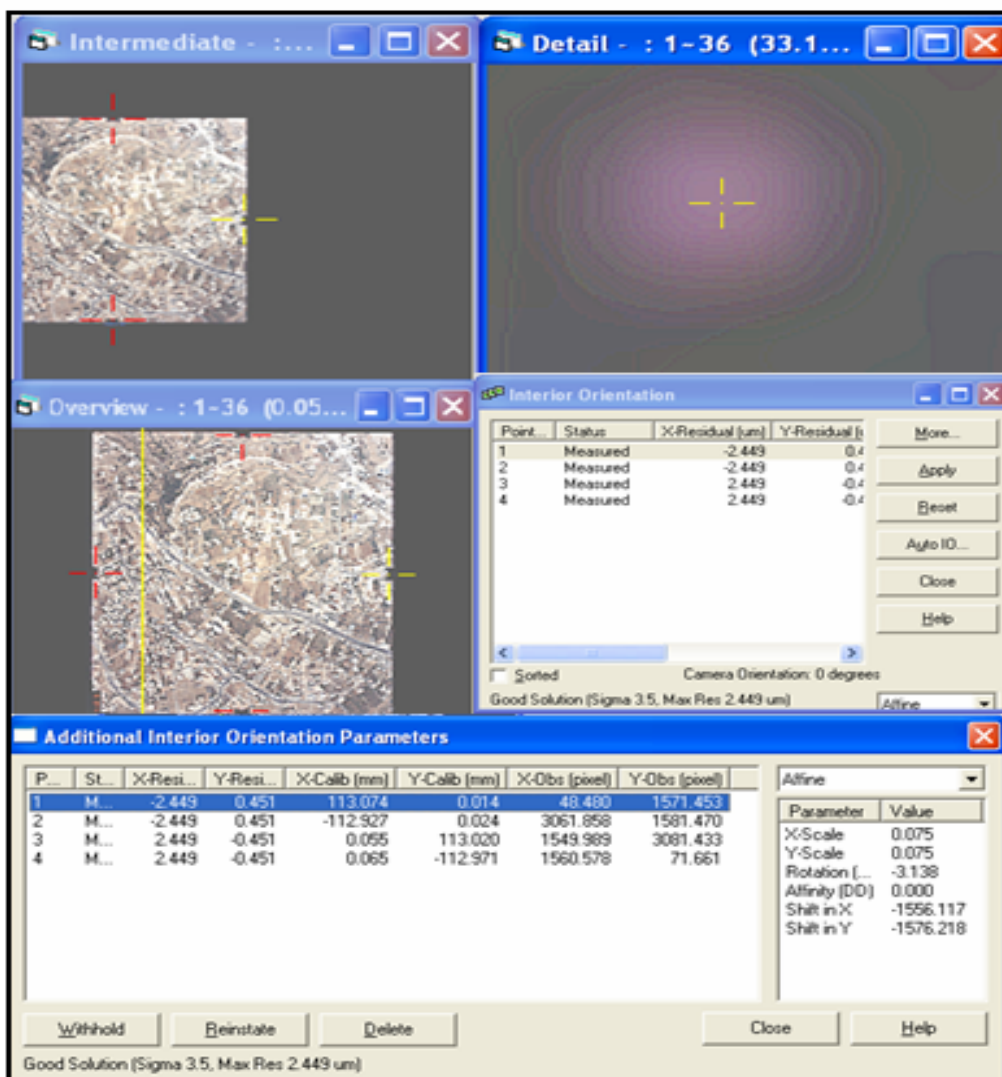 Intermediate - :...
Detail - : 1~36 (33.1...
Overview - : 1~36 (0.05...
Interior Orientation
Point... Status X-Residual (um) Y-Residual (
1 Measured -2.449 0.4
2 Measured -2.449 0.4
3 Measured 2.449 -0.4
4 Measured 2.449 -0.4
More...
Apply
Reset
Auto IO...
Close
Help
Sorted Camera Orientation: 0 degrees
Good Solution (Sigma 3.5, Max Res 2.449 um) Affine
Additional Interior Orientation Parameters
P... St... X-Resi... Y-Resi... X-Calib (mm) Y-Calib (mm) X-Obs (pixel) Y-Obs (pixel)
1 M... -2.449 0.451 113.074 0.014 48.480 1571.453
2 M... -2.449 0.451 -112.927 0.024 3061.858 1581.470
3 M... 2.449 -0.451 0.055 113.020 1549.989 3081.433
4 M... 2.449 -0.451 0.065 -112.971 1560.578 71.661
Affine
Parameter Value
X-Scale 0.075
Y-Scale 0.075
Rotation (... -3.138
Affinity (DD) 0.000
Shift in X -1556.117
Shift in Y -1576.218
Withhold Reinstate Delete Close Help
Good Solution (Sigma 3.5, Max Res 2.449 um)